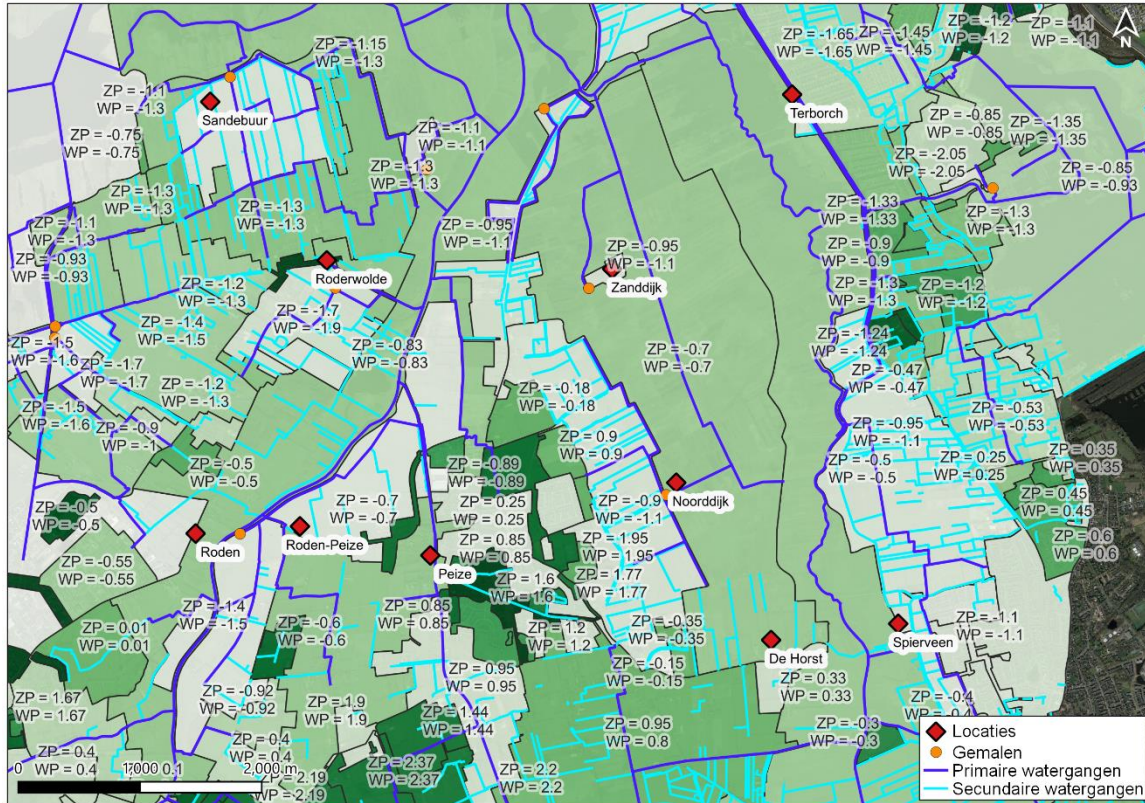 ZP = -1.15
WP = -1.3
ZP = -1.1
WP = -1.3
Sandebuur
ZP = -0.75
WP = -0.75
ZP = -1.1
WP = -1.1
ZP = -1.3
WP = -1.3
ZP = -1.3
WP = -1.3
ZP = -1.3
WP = -1.3
ZP = -1.1
WP = -1.3
ZP = -0.93
WP = -0.93
Roderwolde
ZP = -0.95
WP = -1.1
ZP = -1.2
WP = -1.3
ZP = -1.4
WP = -1.5
ZP = -1.7
WP = -1.9
ZP = -0.83
WP = -0.83
ZP = -1.5
WP = -1.6
ZP = -1.7
WP = -1.7
ZP = -1.2
WP = -1.3
ZP = -1.5
WP = -1.6
ZP = -0.9
WP = -1
ZP = -0.5
WP = -0.5
ZP = -0.5
WP = -0.5
Roden
Roden-Peize
ZP = -0.7
WP = -0.7
Peize
ZP = -0.55
WP = -0.55
ZP = 0.01
WP = 0.01
ZP = -1.4
WP = -1.5
ZP = -0.6
WP = -0.6
ZP = 0.85
WP = 0.85
ZP = 1.67
WP = 1.67
ZP = -0.92
WP = -0.92
ZP = 1.9
WP = 1.9
ZP = 0.95
WP = 0.95
ZP = 1.44
WP = 1.44
ZP = 0.4
WP = 0.4
ZP = 0.4
WP = 0.4
ZP = 2.37
WP = 2.37
WP = 2.19
ZP = 2.2
WP = 2.2
0 1,000 2,000 m
ZP = -1.65
WP = -1.65
ZP = -1.45
WP = -1.45
ZP = -1.2
WP = -1.2
ZP = -1.1
WP = -1.1
N
Terborch
ZP = -0.85
WP = -0.85
ZP = -1.35
WP = -1.35
ZP = -2.05
WP = -2.05
ZP = -0.85
WP = -0.93
ZP = -1.3
WP = -1.3
ZP = -1.33
WP = -1.33
ZP = -0.9
WP = -0.9
ZP = -1.3
WP = -1.3
ZP = -1.2
WP = -1.2
ZP = -0.95
WP = -1.1
Zanddijk
ZP = -1.24
WP = -1.24
ZP = -0.47
WP = -0.47
ZP = -0.7
WP = -0.7
ZP = -0.18
WP = -0.18
ZP = -0.53
WP = -0.53
ZP = 0.9
WP = 0.9
ZP = -0.95
WP = -1.1
ZP = -0.5
WP = -0.5
ZP = 0.25
WP = 0.25
ZP = 0.35
WP = 0.35
ZP = 0.45
WP = 0.45
ZP = 0.6
WP = 0.6
ZP = -0.89
WP = -0.89
ZP = 0.25
WP = 0.25
ZP = 0.85
WP = 0.85
ZP = -0.9
WP = -1.1
Noorddijk
ZP = 1.95
WP = 1.95
ZP = 1.77
WP = 1.77
ZP = 1.6
WP = 1.6
ZP = 1.2
WP = 1.2
ZP = -0.35
WP = -0.35
ZP = -0.15
WP = -0.15
De Horst
ZP = 0.33
WP = 0.33
Spierveen
ZP = -1.1
WP = -1.1
ZP = 0.95
WP = 0.8
ZP = -0.3
WP = -0.3
ZP = -0.4
Locaties
Gemalen
Primaire watergangen
Secundaire watergangen